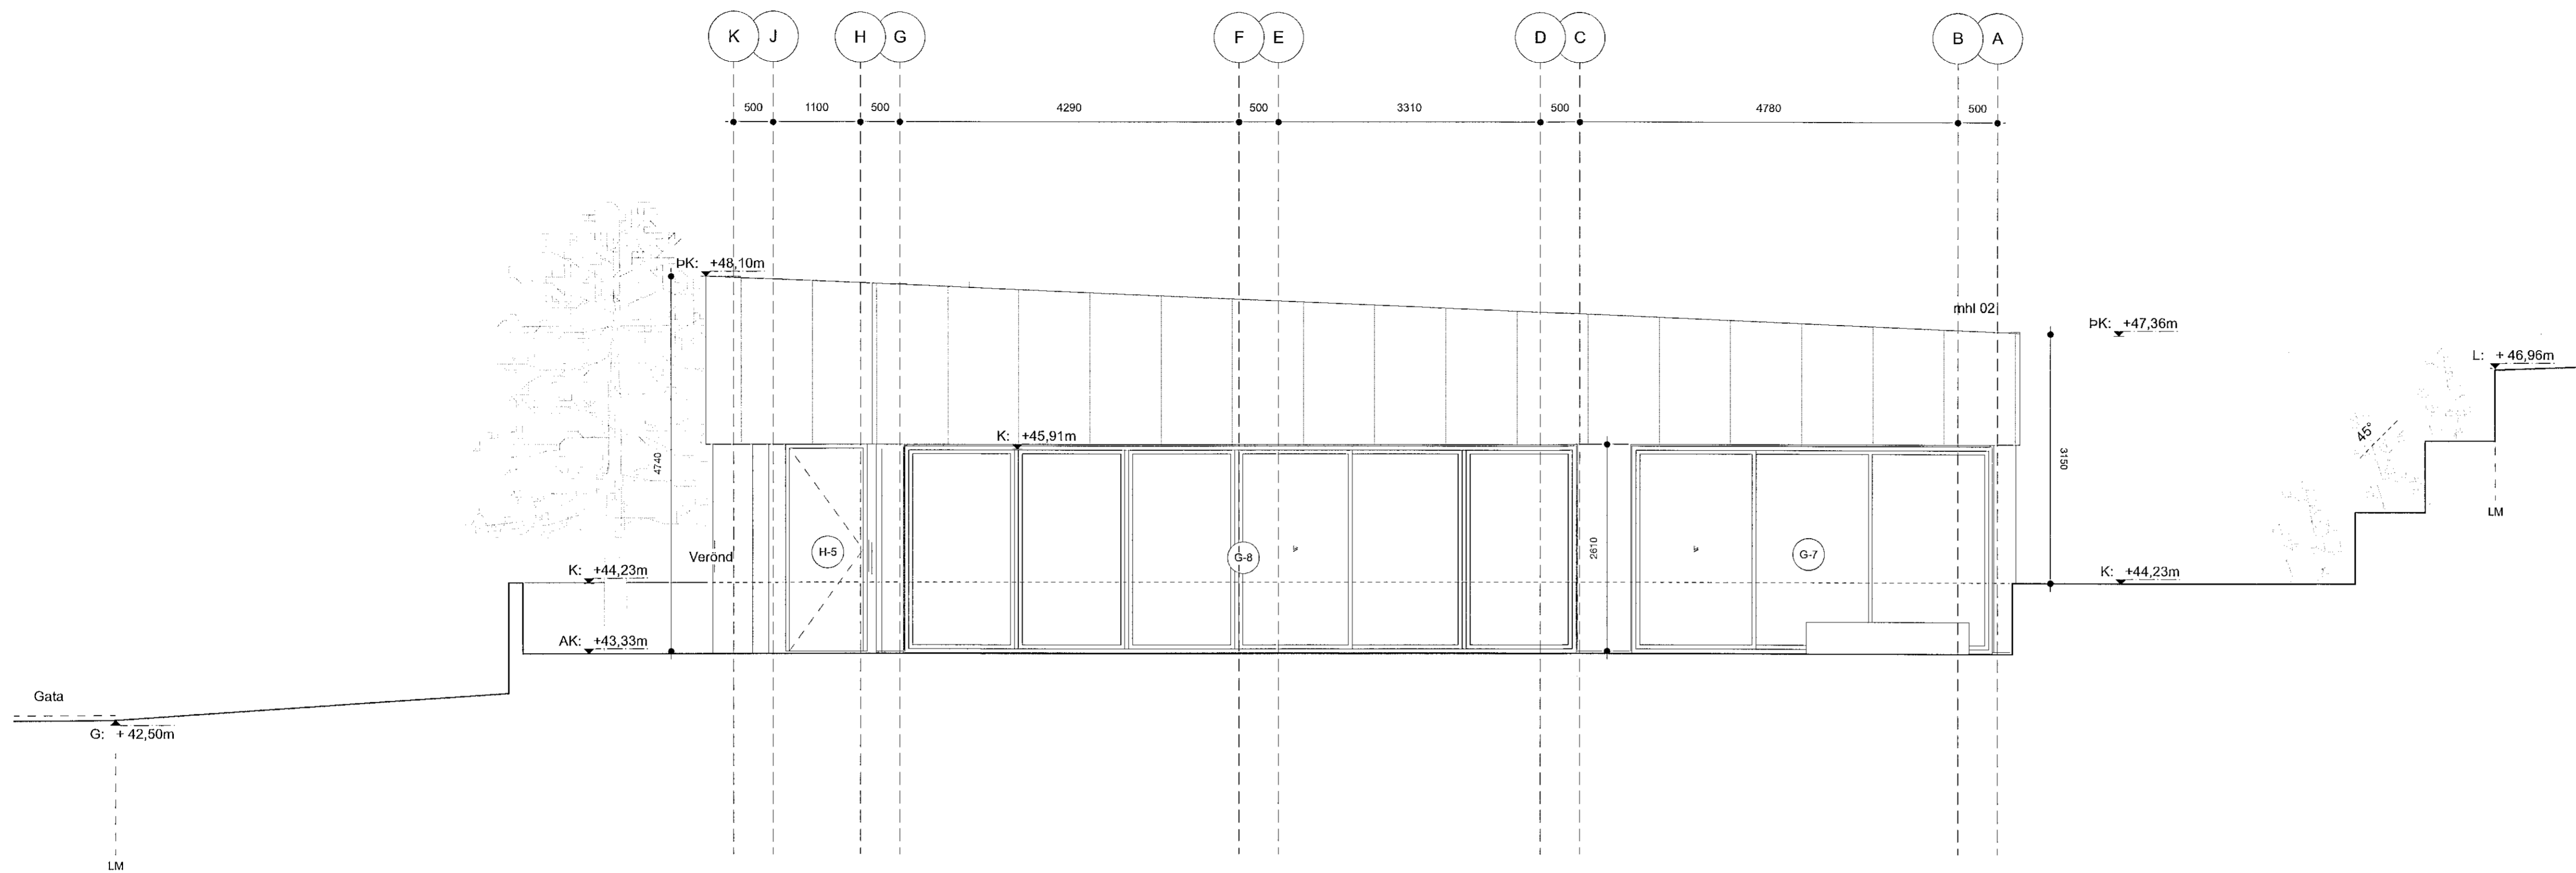 K J H G F E D C B A
500 1100 500 4290 500 3310 500 4780 500
ÞK: +48,10m
mhl 02
ÞK: +47,36m
L: + 46,96m
45°
K: +45,91m
4740
3150
LM
2610
H-5
G-8
G-7
Verönd
K: +44,23m
K: +44,23m
AK: +43,33m
Gata
G: + 42,50m
LM